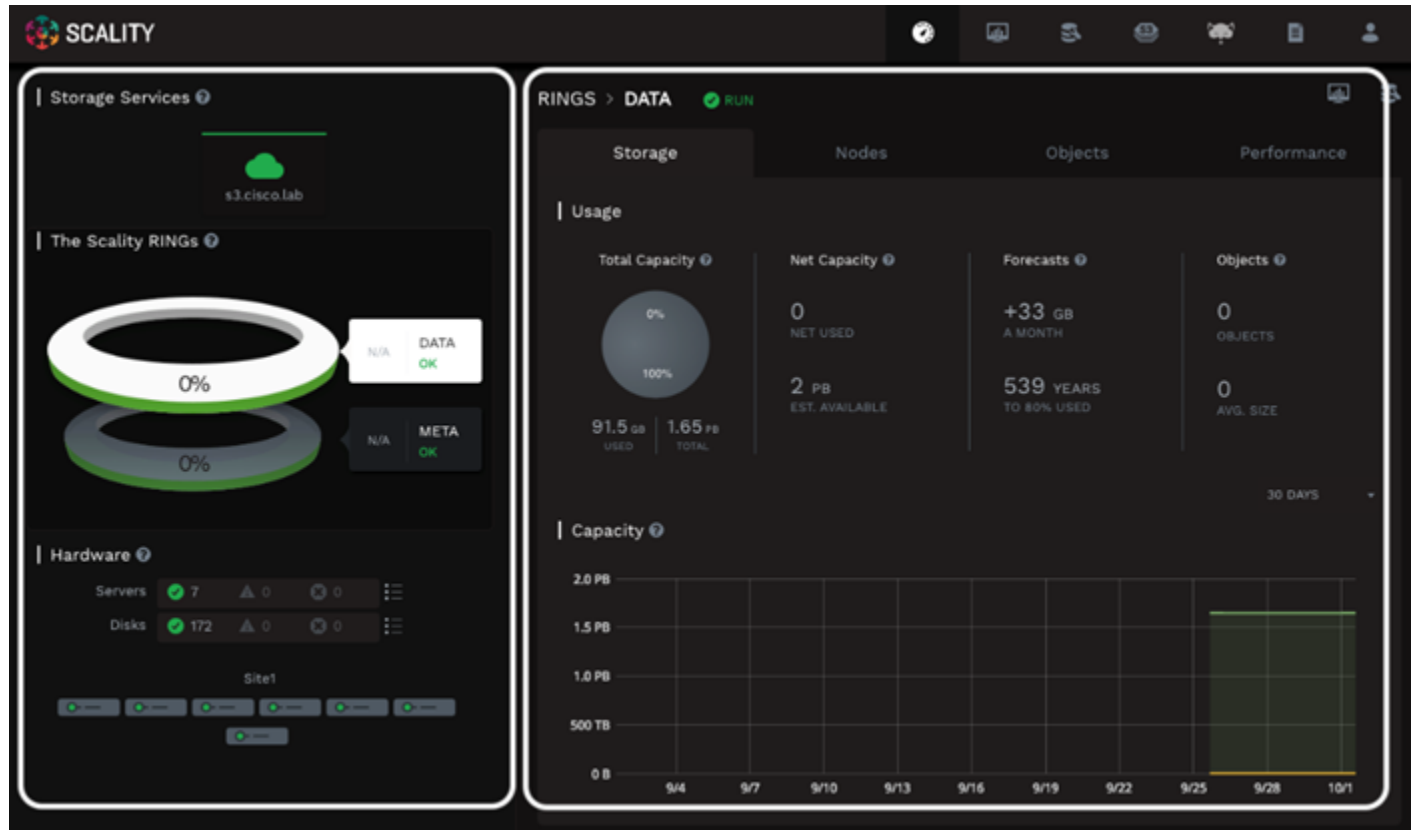 SCALITY
Storage Services
s3.cisco.lab
The Scality RINGs
0%
N/A DATA
OK
0%
N/A META
OK
Hardware
Servers 7 0 0
Disks 172 0 0
Site1
RINGS > DATA RUN
Storage Nodes Objects Performance
Usage
Total Capacity Net Capacity Forecasts Objects
0%
100%
91.5 GB 1.65 PB
USED TOTAL
0
NET USED
2 PB
EST. AVAILABLE
+33 GB
A MONTH
539 YEARS
TO 80% USED
0
OBJECTS
0
AVG. SIZE
30 DAYS
Capacity
2.0 PB
1.5 PB
1.0 PB
500 TB
0 B
9/4 9/7 9/10 9/13 9/16 9/19 9/22 9/25 9/28 10/1